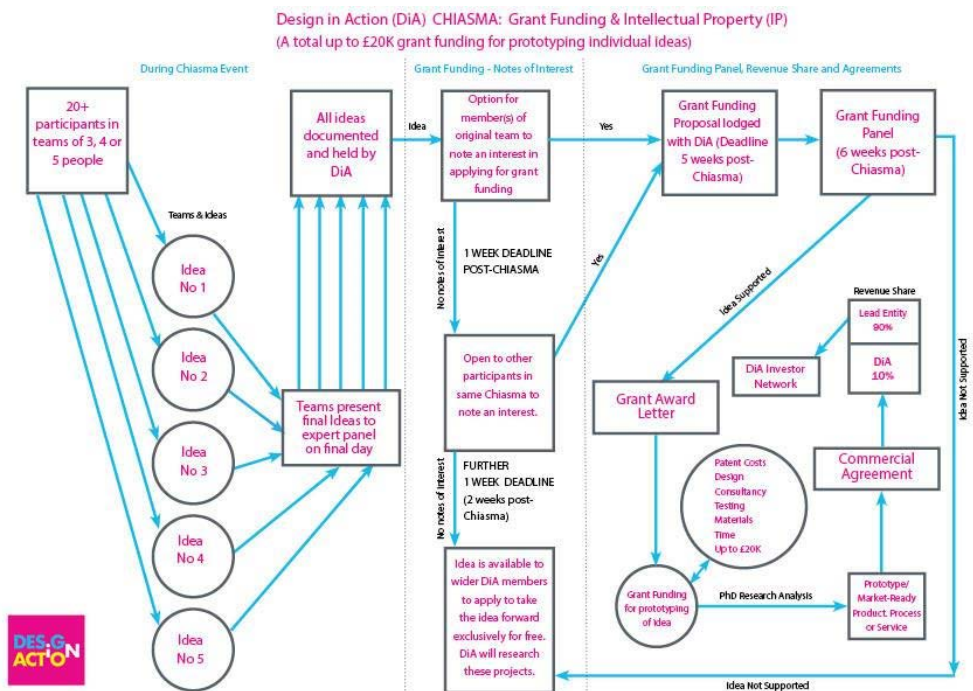 Design in Action (DiA) CHIASMA: Grant Funding & Intellectual Property (IP)
(A total up to £20K grant funding for prototyping individual ideas)
During Chiasma Event
Grant Funding - Notes of Interest
Grant Funding Panel, Revenue Share and Agreements
20+
participants in
teams of 3, 4 or
5 people
Teams & Ideas
Idea
No 1
Idea
No 2
Idea
No 3
Idea
No 4
Idea
No 5
All ideas
documented
and held by
DiA
Teams present
final Ideas to
expert panel
on final day
Idea
Option for
member(s) of
original team to
note an interest in
applying for grant
funding
Yes
No notes of Interest
1 WEEK DEADLINE
POST-CHIASMA
Yes
Open to other
participants in
same Chiasma to
note an interest.
No notes of Interest
FURTHER
1 WEEK DEADLINE
(2 weeks post-
Chiasma)
Idea is available to
wider DiA members
to apply to take
the idea forward
exclusively for free.
DiA will research
these projects.
Grant Funding
Proposal lodged
with DiA (Deadline
5 weeks post-
Chiasma)
Grant Funding
Panel
(6 weeks post-
Chiasma)
Idea Supported
Idea Not Supported
Revenue Share
Lead Entity
90%
DiA
10%
DiA Investor
Network
Grant Award
Letter
Commercial
Agreement
Patent Costs
Design
Consultancy
Testing
Materials
Time
Up to £20K
Grant Funding
for prototyping
of idea
PhD Research Analysis
Prototype/
Market-Ready
Product, Process
or Service
Idea Not Supported
DESiGN
ACTiON